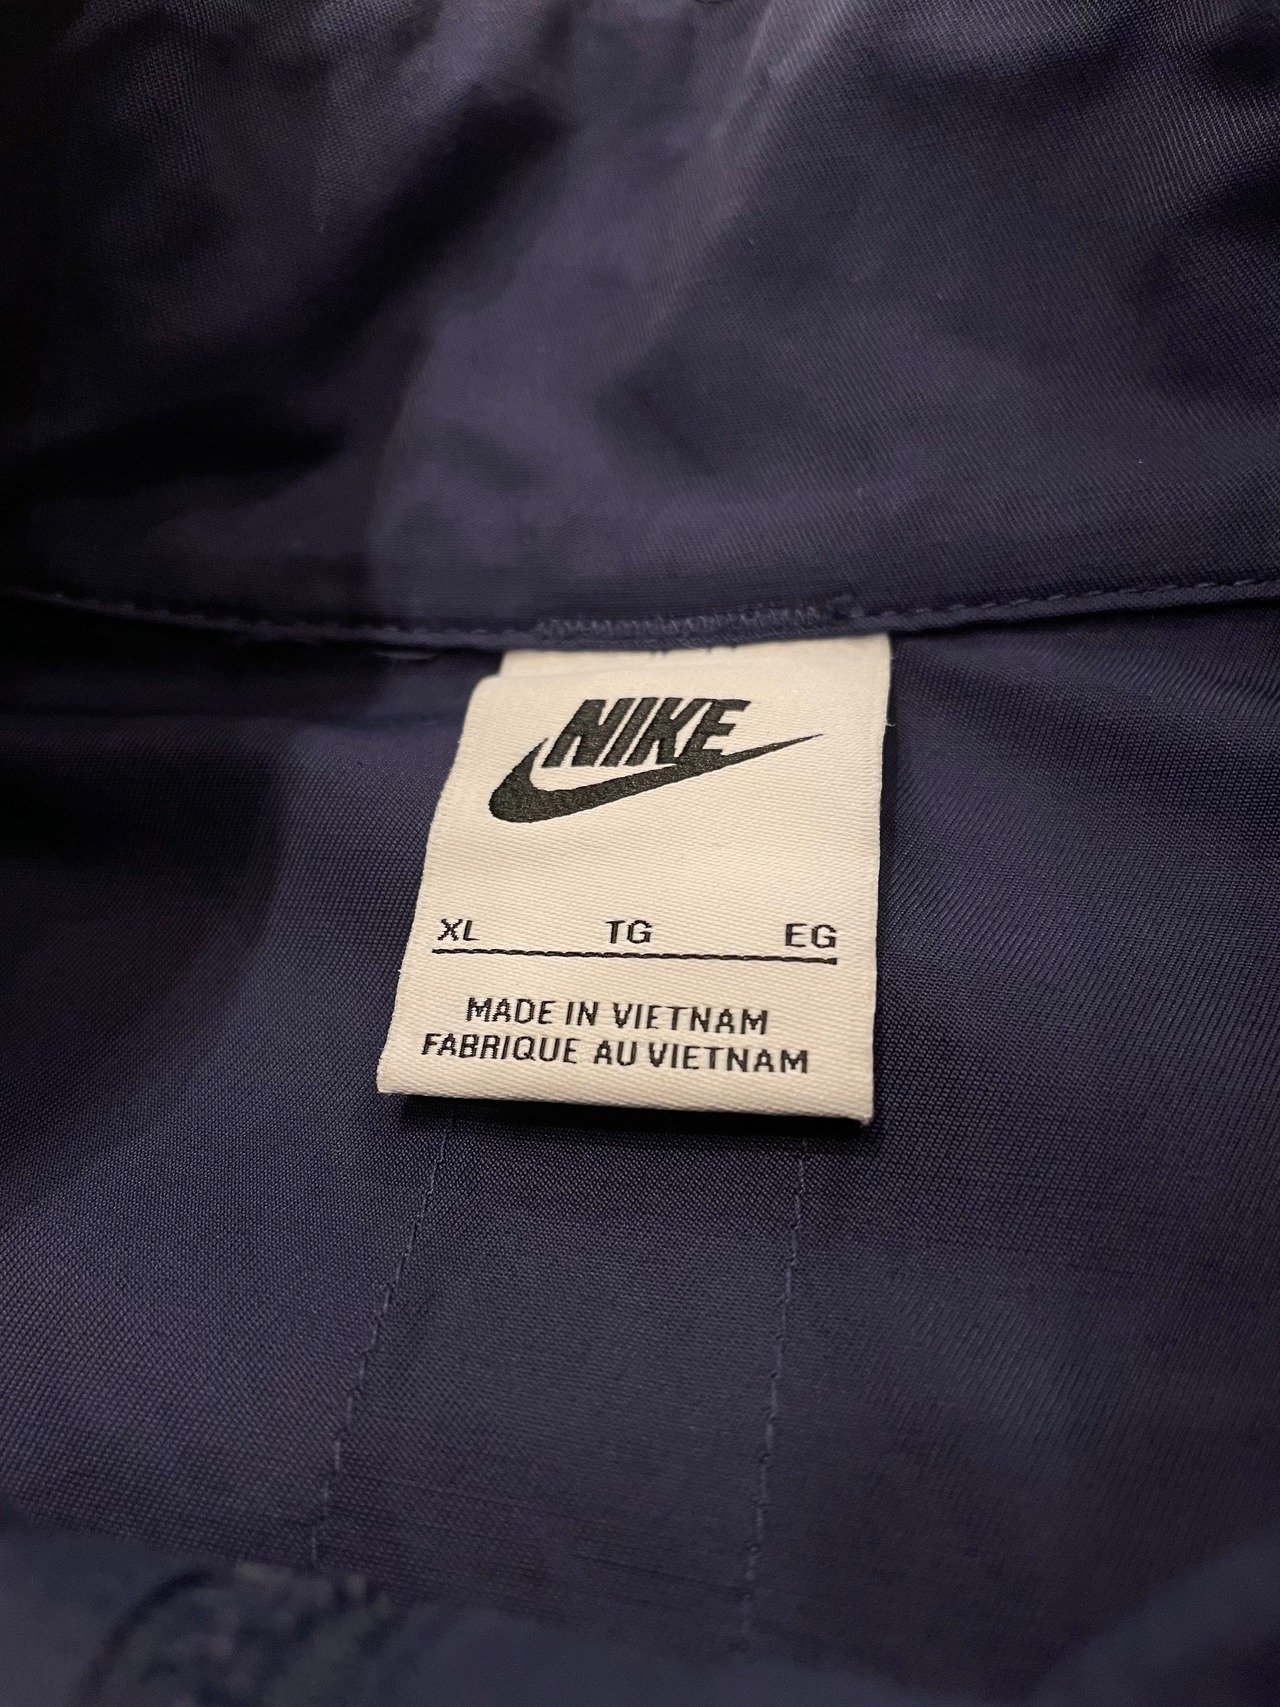 NIKE
XL TG EG
MADE IN VIETNAM
FABRIQUE AU VIETNAM